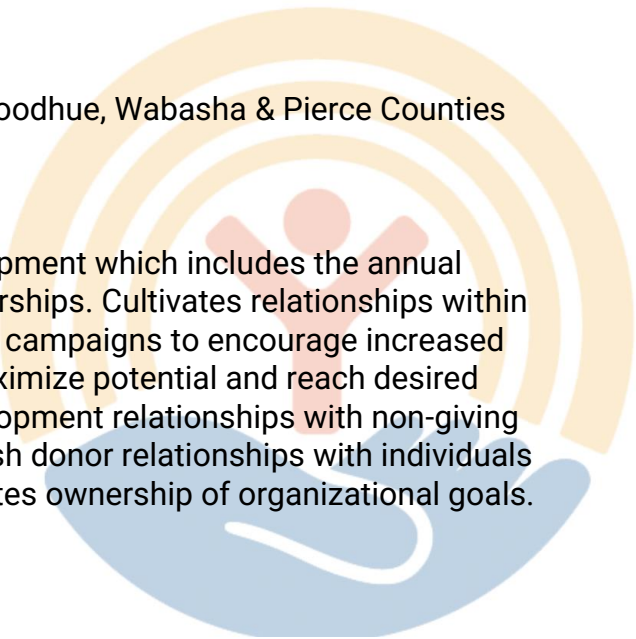 oodhue, Wabasha & Pierce Counties
pment which includes the annual
rships. Cultivates relationships within
campaigns to encourage increased
ximize potential and reach desired
opment relationships with non-giving
sh donor relationships with individuals
tes ownership of organizational goals.